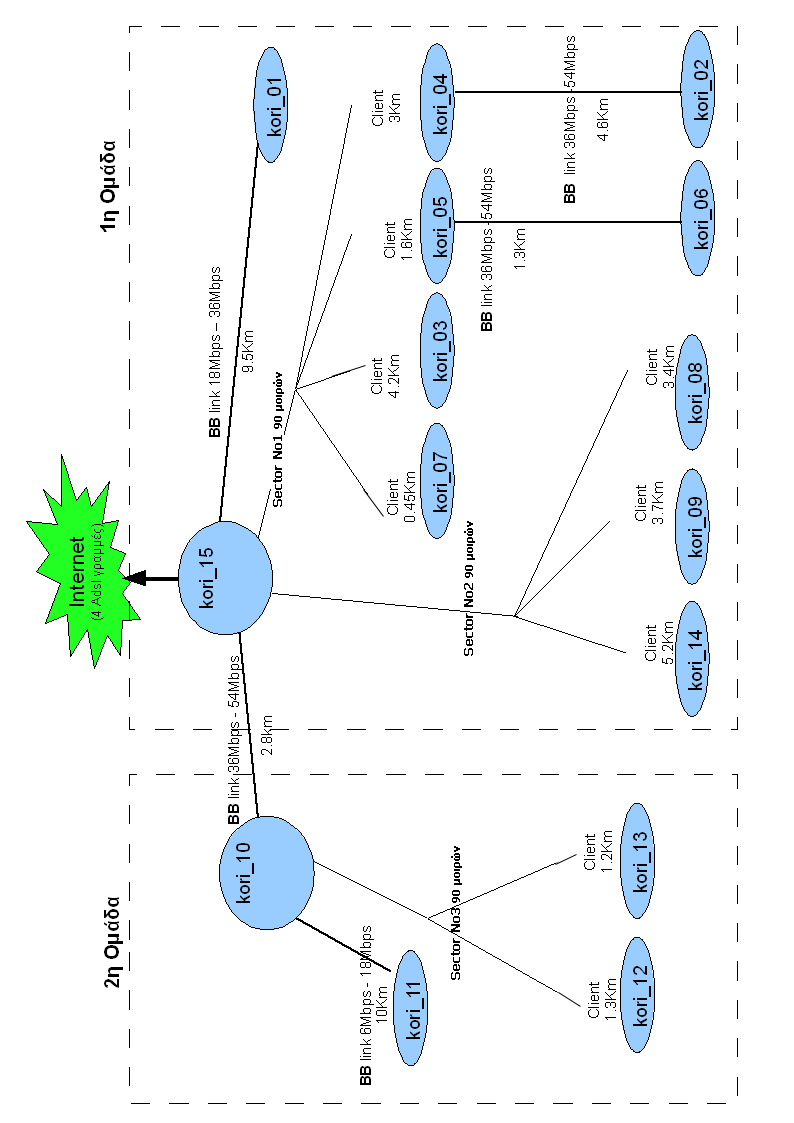 Internet
(4 Adsl γραμμές)
2η Ομάδα
1η Ομάδα
kori_15
kori_10
kori_01
BB link 36Mbps - 54Mbps
2.8Km
BB link 18Mbps – 36Mbps
9.5Km
Sector No1 90 μοιρών
BB link 6Mbps - 18Mbps
10Km
kori_11
Client
0.45Km
kori_07
Client
4.2Km
kori_03
Client
1.6Km
kori_05
Client
3Km
kori_04
Sector No3 90 μοιρών
Sector No2 90 μοιρών
BB link 36Mbps -54Mbps
1.3Km
BB link 36Mbps -54Mbps
4.6Km
Client
1.3Km
kori_12
Client
1.2Km
kori_13
Client
5.2Km
kori_14
Client
3.7Km
kori_09
Client
3.4Km
kori_08
kori_06
kori_02